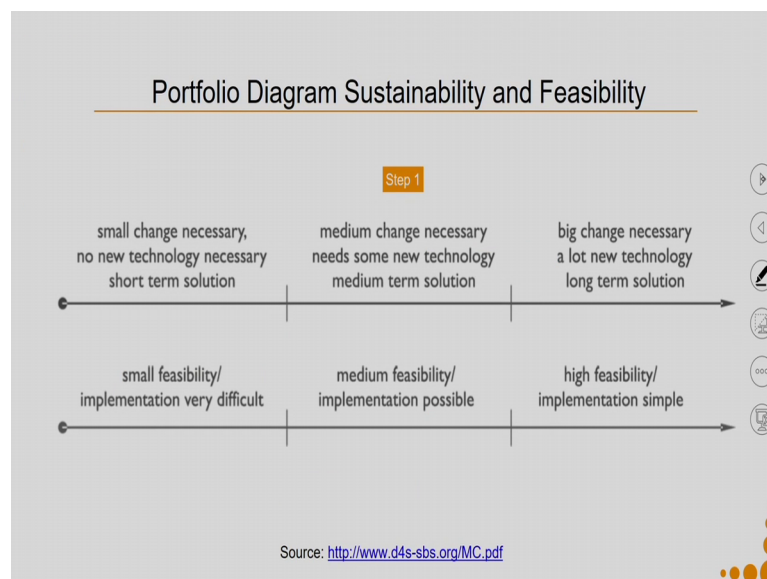 Portfolio Diagram Sustainability and Feasibility
Step 1
small change necessary,
no new technology necessary
short term solution
medium change necessary
needs some new technology
medium term solution
big change necessary
a lot new technology
long term solution
small feasibility/
implementation very difficult
medium feasibility/
implementation possible
high feasibility/
implementation simple
Source: http://www.d4s-sbs.org/MC.pdf